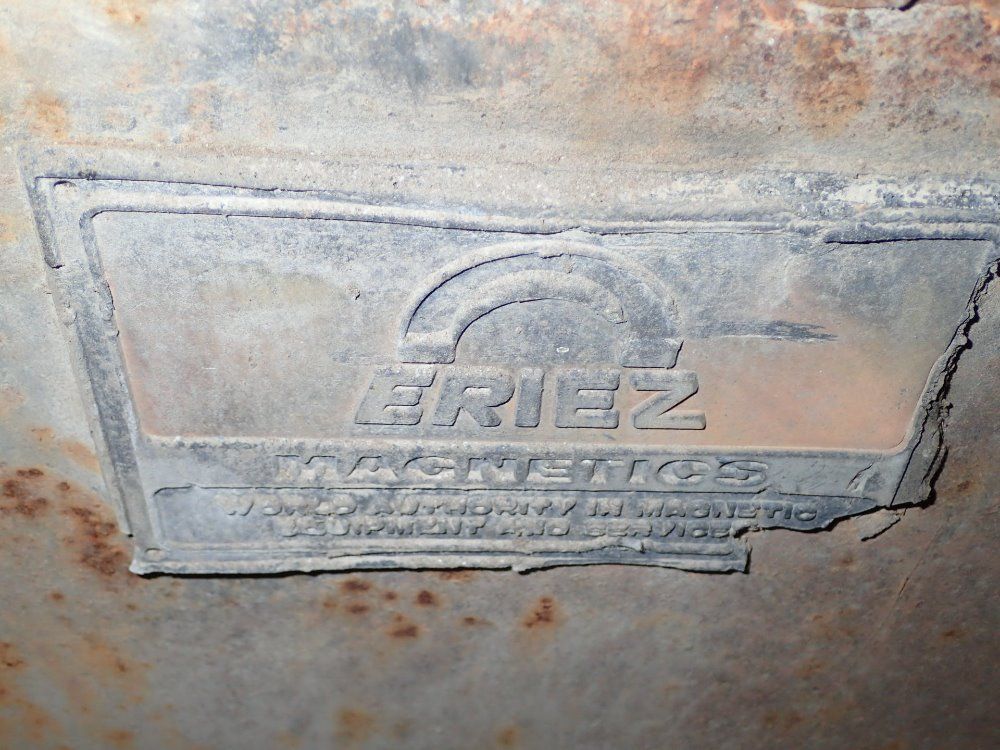 ERIEZ
MAGNETICS
WORLD AUTHORITY IN MAGNETIC
EQUIPMENT AND SERVICE